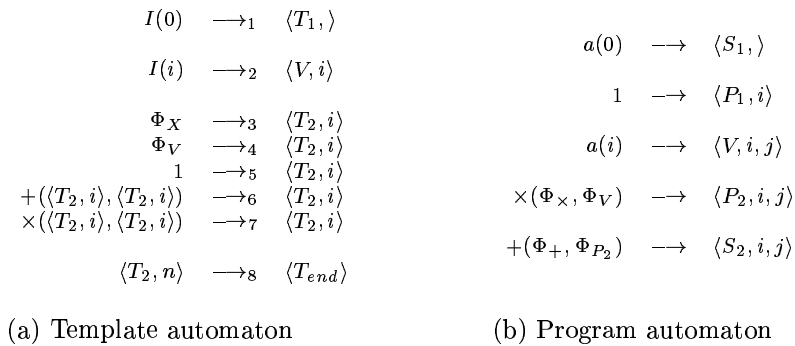 I(0) ⟶₁ ⟨T₁, ⟩
I(i) ⟶₂ ⟨V, i⟩
Φ_X ⟶₃ ⟨T₂, i⟩
Φ_V ⟶₄ ⟨T₂, i⟩
1 ⟶₅ ⟨T₂, i⟩
+(⟨T₂, i⟩, ⟨T₂, i⟩) ⟶₆ ⟨T₂, i⟩
×(⟨T₂, i⟩, ⟨T₂, i⟩) ⟶₇ ⟨T₂, i⟩
⟨T₂, n⟩ ⟶₈ ⟨T_end⟩
(a) Template automaton
a(0) ⟶ ⟨S₁, ⟩
1 ⟶ ⟨P₁, i⟩
a(i) ⟶ ⟨V, i, j⟩
×(Φ_×, Φ_V) ⟶ ⟨P₂, i, j⟩
+(Φ_+, Φ_P₂) ⟶ ⟨S₂, i, j⟩
(b) Program automaton